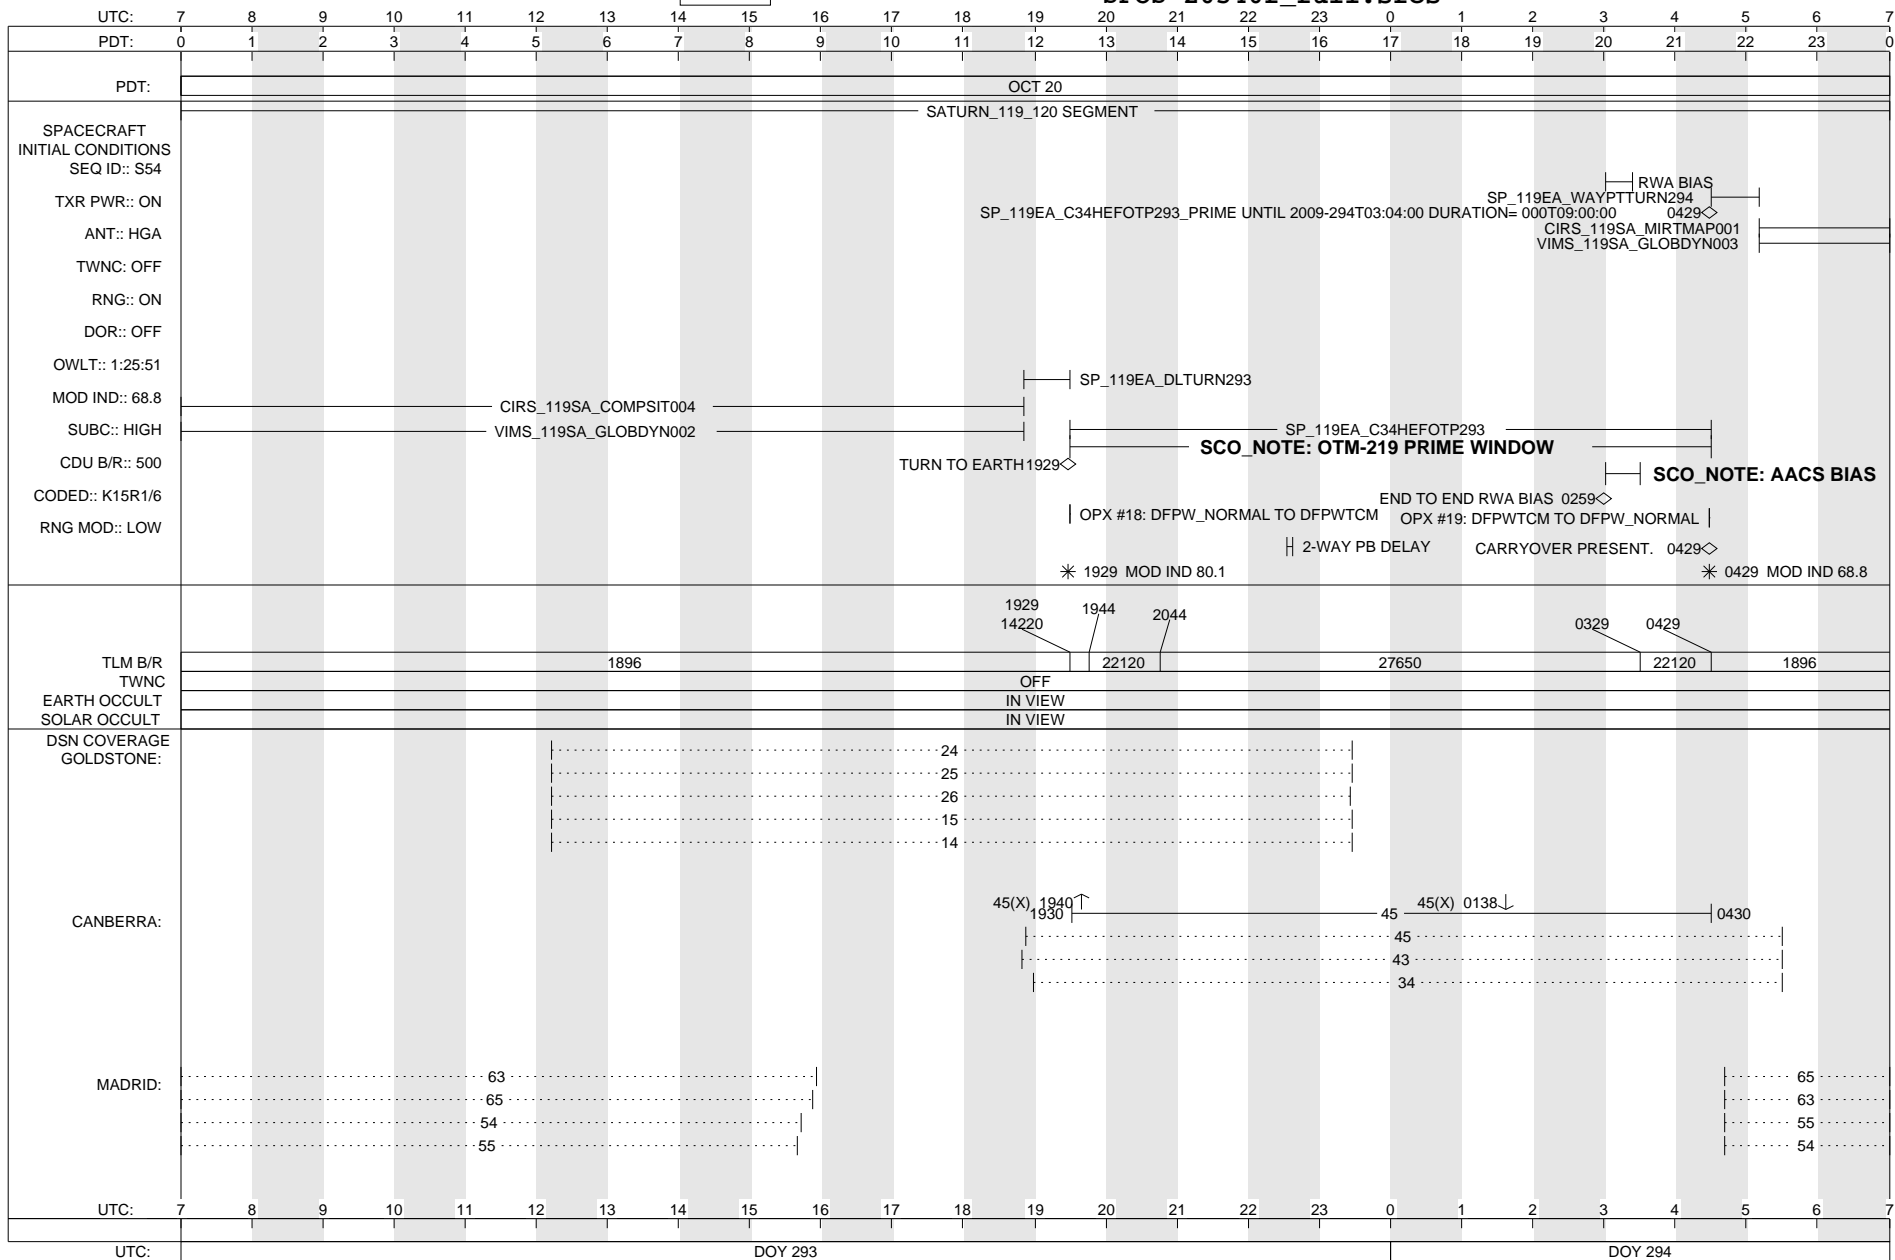 UTC: 7 8 9 10 11 12 13 14 15 16 17 18 19 20 21 22 23 0 1 2 3 4 5 6 7
PDT: 0 1 2 3 4 5 6 7 8 9 10 11 12 13 14 15 16 17 18 19 20 21 22 23 0
PDT: OCT 20
SATURN_119_120 SEGMENT
SPACECRAFT
INITIAL CONDITIONS
SEQ ID:: S54
RWA BIAS
TXR PWR:: ON
SP_119EA_WAYPTTURN294
SP_119EA_C34HEFOTP293_PRIME UNTIL 2009-294T03:04:00 DURATION= 000T09:00:00 0429
ANT:: HGA
CIRS_119SA_MIRTMAP001
VIMS_119SA_GLOBDYN003
TWNC: OFF
RNG:: ON
DOR:: OFF
OWLT:: 1:25:51
SP_119EA_DLTURN293
MOD IND:: 68.8
CIRS_119SA_COMPSIT004
SUBC:: HIGH
VIMS_119SA_GLOBDYN002
SP_119EA_C34HEFOTP293
SCO_NOTE: OTM-219 PRIME WINDOW
CDU B/R:: 500
TURN TO EARTH 1929
SCO_NOTE: AACS BIAS
CODED:: K15R1/6
END TO END RWA BIAS 0259
OPX #18: DFPW_NORMAL TO DFPWTCM
OPX #19: DFPWTCM TO DFPW_NORMAL
RNG MOD:: LOW
2-WAY PB DELAY
CARRYOVER PRESENT. 0429
1929 MOD IND 80.1
0429 MOD IND 68.8
1929 1944 2044
14220 0329 0429
TLM B/R 1896 22120 27650 22120 1896
TWNC OFF
EARTH OCCULT IN VIEW
SOLAR OCCULT IN VIEW
DSN COVERAGE
GOLDSTONE:
24
25
26
15
14
CANBERRA:
45(X) 1940 45(X) 0138
1930 45 0430
45
43
34
MADRID:
63 65
65 63
54 55
55 54
UTC: 7 8 9 10 11 12 13 14 15 16 17 18 19 20 21 22 23 0 1 2 3 4 5 6 7
UTC: DOY 293 DOY 294